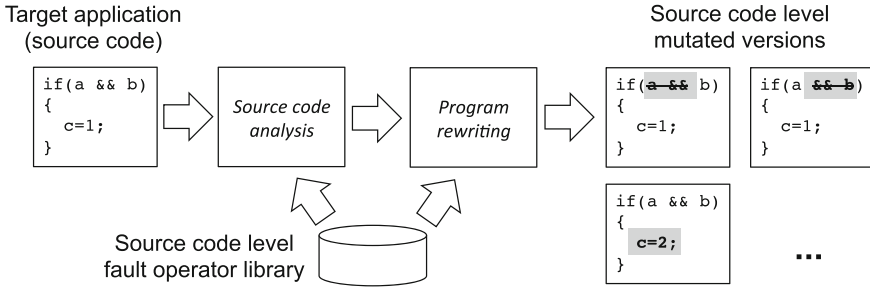 Target application
(source code)
Source code level
mutated versions
if(a && b)
{
c=1;
}
Source code
analysis
Program
rewriting
if(a && b)
{
c=1;
}
if(a && b)
{
c=1;
}
Source code level
fault operator library
if(a && b)
{
c=2;
}
...